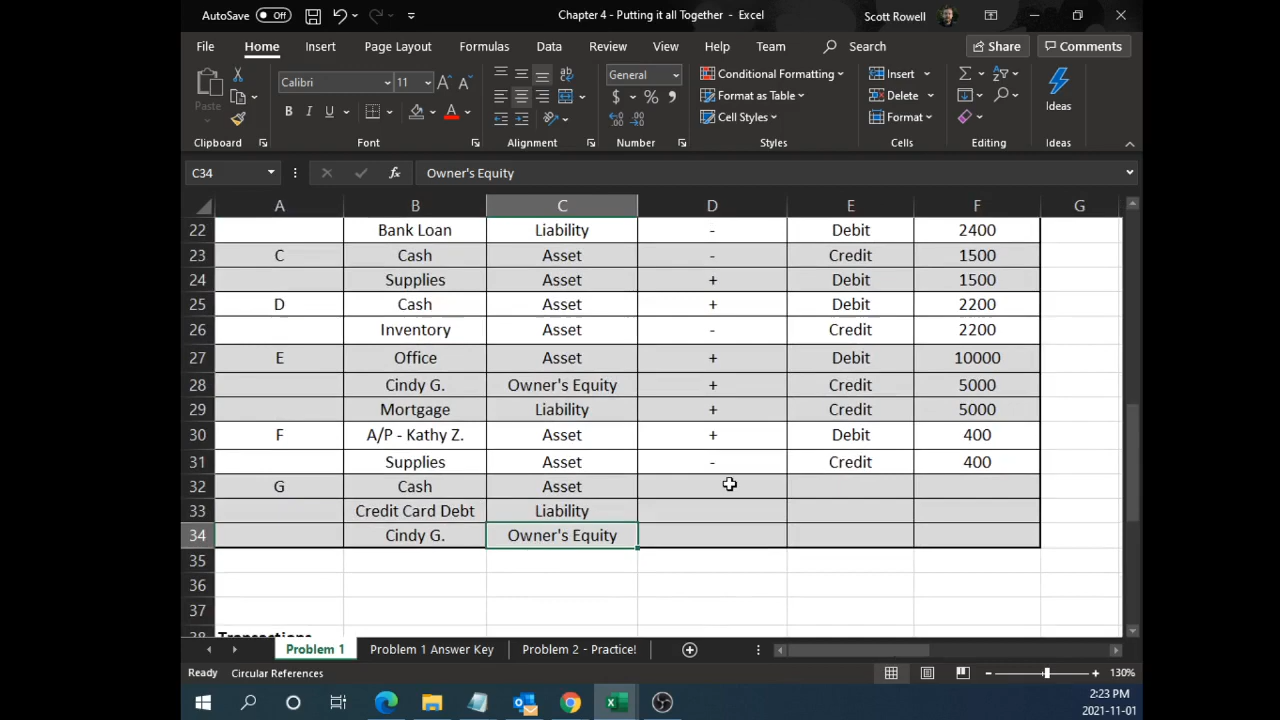 AutoSave Off Chapter 4 - Putting it all Together - Excel Scott Rowell
File Home Insert Page Layout Formulas Data Review View Help Team Search Share Comments
Paste Calibri 11 A A ab General Conditional Formatting Insert Ideas
B I U A $ % , Format as Table Delete
Cell Styles Format
Clipboard Font Alignment Number Styles Cells Editing Ideas
C34 fx Owner's Equity
A B C D E F G
22 Bank Loan Liability - Debit 2400
23 C Cash Asset - Credit 1500
24 Supplies Asset + Debit 1500
25 D Cash Asset + Debit 2200
26 Inventory Asset - Credit 2200
27 E Office Asset + Debit 10000
28 Cindy G. Owner's Equity + Credit 5000
29 Mortgage Liability + Credit 5000
30 F A/P - Kathy Z. Asset + Debit 400
31 Supplies Asset - Credit 400
32 G Cash Asset
33 Credit Card Debt Liability
34 Cindy G. Owner's Equity
35
36
37
38 Transactions
Problem 1 Problem 1 Answer Key Problem 2 - Practice!
Ready Circular References 130%
2:23 PM
2021-11-01